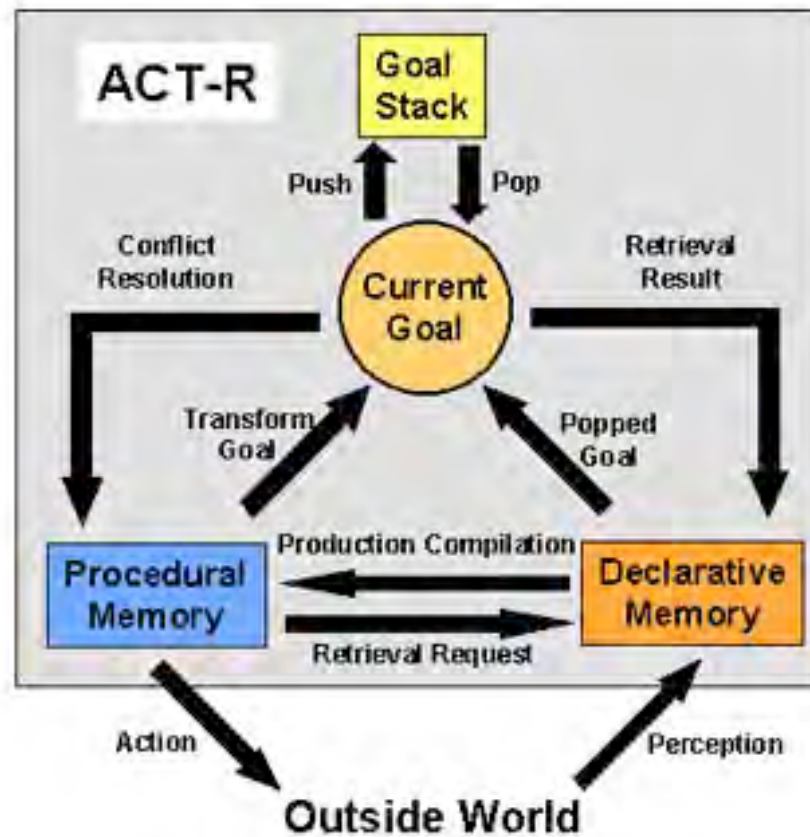 ACT-R
Goal
Stack
Push
Pop
Conflict
Resolution
Retrieval
Result
Current
Goal
Transform
Goal
Popped
Goal
Production Compilation
Procedural
Memory
Declarative
Memory
Retrieval Request
Action
Perception
Outside World